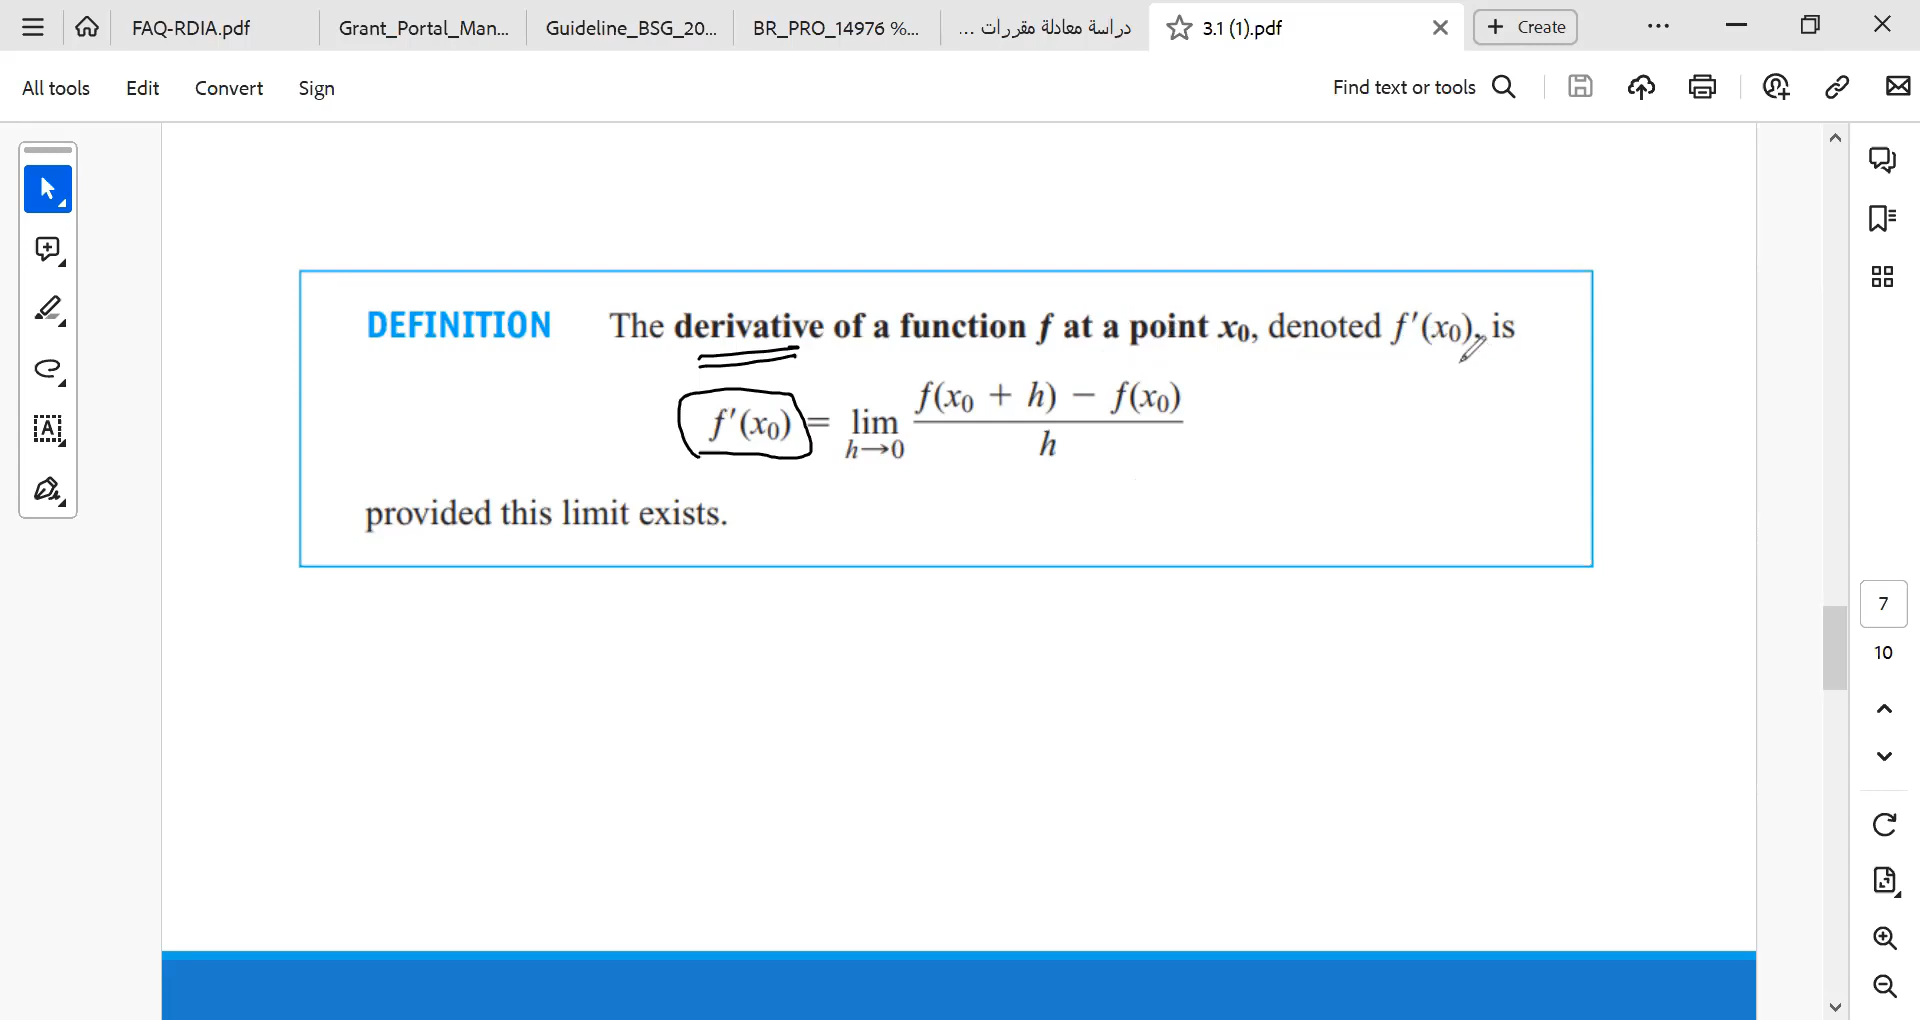 FAQ-RDIA.pdf
Grant_Portal_Man...
Guideline_BSG_20...
BR_PRO_14976 %...
دراسة معادلة مقررات ...
3.1 (1).pdf
+ Create
All tools
Edit
Convert
Sign
Find text or tools
DEFINITION The derivative of a function f at a point x₀, denoted f′(x₀), is
f′(x₀) = lim h→0 f(x₀ + h) − f(x₀) / h
provided this limit exists.
7
10